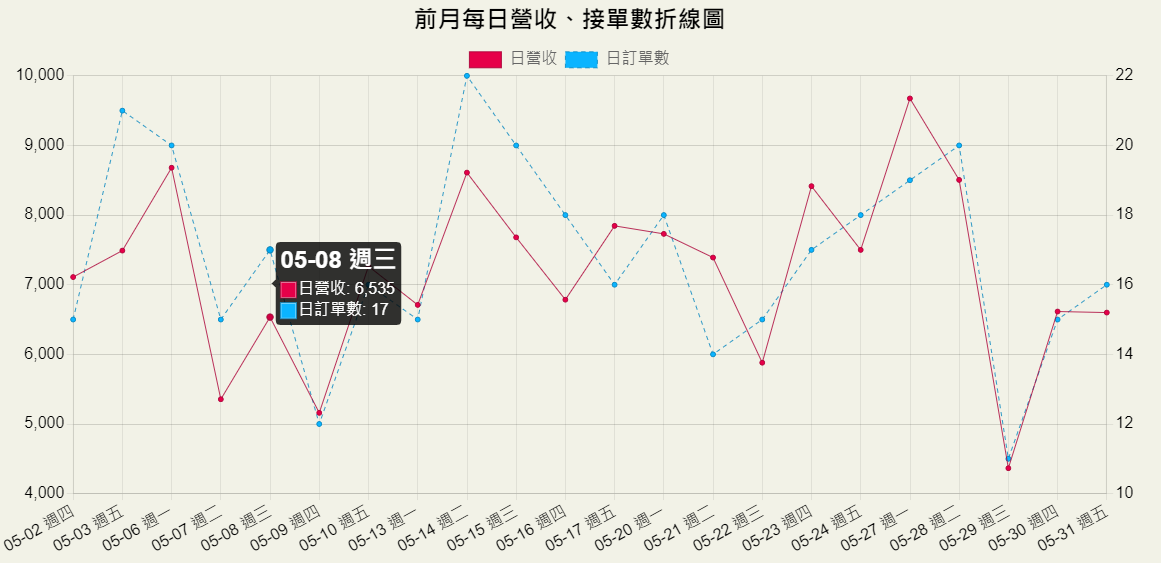 前月每日營收、接單數折線圖
日營收 日訂單數
10,000
9,000
8,000
7,000
6,000
5,000
4,000
22
20
18
16
14
12
10
05-08 週三
日營收: 6,535
日訂單數: 17
05-02 週四
05-03 週五
05-06 週一
05-07 週二
05-08 週三
05-09 週四
05-10 週五
05-13 週一
05-14 週二
05-15 週三
05-16 週四
05-17 週五
05-20 週一
05-21 週二
05-22 週三
05-23 週四
05-24 週五
05-27 週一
05-28 週二
05-29 週三
05-30 週四
05-31 週五